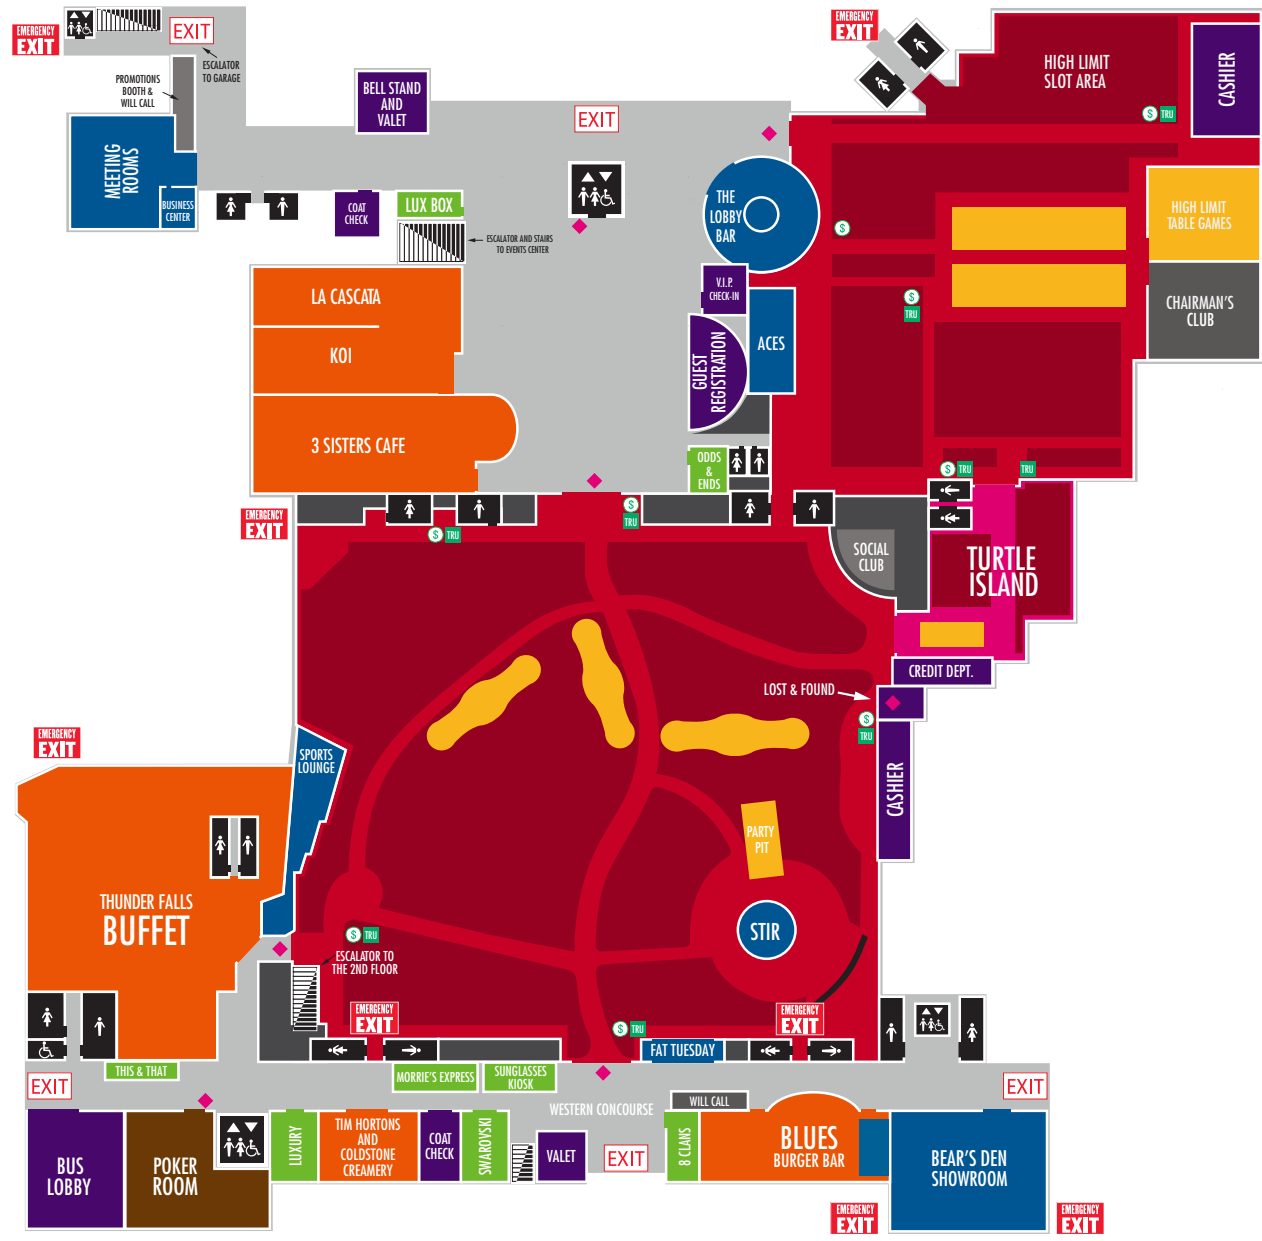 EMERGENCY
EXIT
EXIT
ESCALATOR
TO GARAGE
PROMOTIONS
BOOTH &
WILL CALL
MEETING
ROOMS
BUSINESS
CENTER
BELL STAND
AND
VALET
EXIT
COAT
CHECK
LUX BOX
ESCALATOR AND STAIRS
TO EVENTS CENTER
EMERGENCY
EXIT
HIGH LIMIT
SLOT AREA
CASHIER
$ TRU
THE
LOBBY
BAR
$
HIGH LIMIT
TABLE GAMES
V.I.P.
CHECK-IN
$
TRU
CHAIRMAN'S
CLUB
LA CASCATA
KOI
3 SISTERS CAFE
GUEST
REGISTRATION
ACES
ODDS
&
ENDS
$ TRU
TRU
EMERGENCY
EXIT
$ TRU
$
TRU
SOCIAL
CLUB
TURTLE
ISLAND
CREDIT DEPT.
LOST & FOUND
$
TRU
CASHIER
EMERGENCY
EXIT
SPORTS
LOUNGE
PARTY
PIT
STIR
THUNDER FALLS
BUFFET
$ TRU
ESCALATOR TO
THE 2ND FLOOR
EMERGENCY
EXIT
EMERGENCY
EXIT
$ TRU
FAT TUESDAY
THIS & THAT
MORRIE'S EXPRESS
SUNGLASSES
KIOSK
EXIT
EXIT
WESTERN CONCOURSE
WILL CALL
BUS
LOBBY
POKER
ROOM
LUXURY
TIM HORTONS
AND
COLDSTONE
CREAMERY
COAT
CHECK
SWAROVSKI
VALET
EXIT
8 CLANS
BLUES
BURGER BAR
BEAR'S DEN
SHOWROOM
EMERGENCY
EXIT
EMERGENCY
EXIT